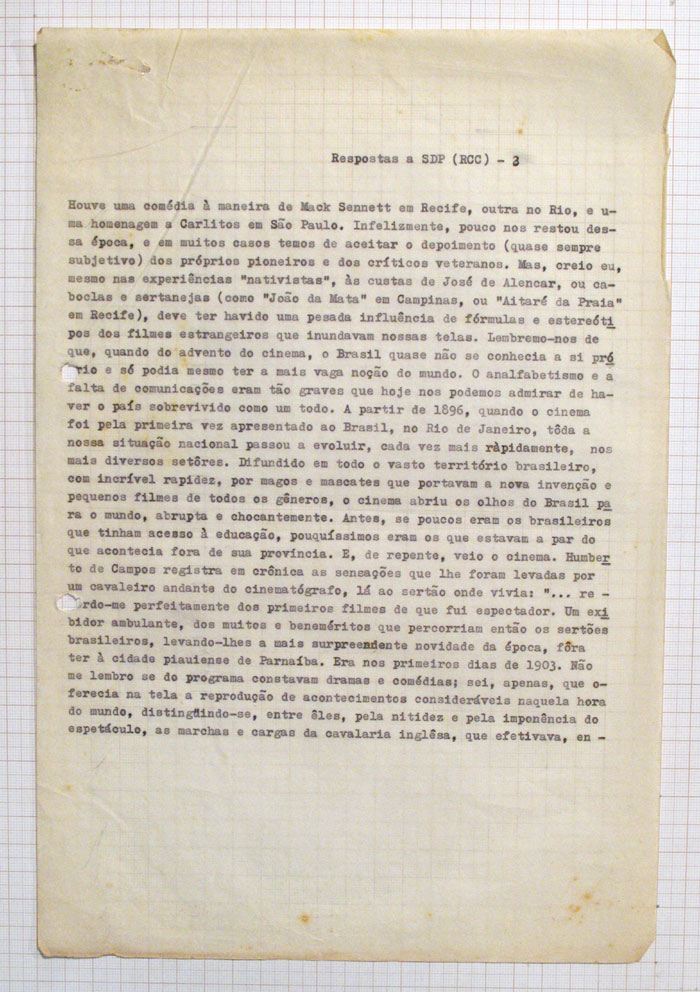 Respostas a SDP (RCC) - 3
Houve uma comédia à maneira de Mack Sennett em Recife, outra no Rio, e u-
ma homenagem a Carlitos em São Paulo. Infelizmente, pouco nos restou des-
sa época, e em muitos casos temos de aceitar o depoimento (quase sempre
subjetivo) dos próprios pioneiros e dos críticos veteranos. Mas, creio eu,
mesmo nas experiências "nativistas", às custas de José de Alencar, ou ca-
boclas e sertanejas (como "João da Mata" em Campinas, ou "Aitaré da Praia"
em Recife), deve ter havido uma pesada influência de fórmulas e estereóti
pos dos filmes estrangeiros que inundavam nossas telas. Lembremo-nos de
que, quando do advento do cinema, o Brasil quase não se conhecia a si pró
rio e só podia mesmo ter a mais vaga noção do mundo. O analfabetismo e a
falta de comunicações eram tão graves que hoje nos podemos admirar de ha-
ver o país sobrevivido como um todo. A partir de 1896, quando o cinema
foi pela primeira vez apresentado ao Brasil, no Rio de Janeiro, tôda a
nossa situação nacional passou a evoluir, cada vez mais ràpidamente, nos
mais diversos setôres. Difundido em todo o vasto território brasileiro,
com incrível rapidez, por magos e mascates que portavam a nova invenção e
pequenos filmes de todos os gêneros, o cinema abriu os olhos do Brasil pa
ra o mundo, abrupta e chocantemente. Antes, se poucos eram os brasileiros
que tinham acesso à educação, pouquíssimos eram os que estavam a par do
que acontecia fora de sua província. E, de repente, veio o cinema. Humber
to de Campos registra em crônica as sensações que lhe foram levadas por
um cavaleiro andante do cinematógrafo, lá ao sertão onde vivia: "... re -
rdo-me perfeitamente dos primeiros filmes de que fui espectador. Um exi
bidor ambulante, dos muitos e beneméritos que percorriam então os sertões
brasileiros, levando-lhes a mais surpreendente novidade da época, fôra
ter à cidade piauiense de Parnaíba. Era nos primeiros dias de 1903. Não
me lembro se do programa constavam dramas e comédias; sei, apenas, que o-
ferecia na tela a reprodução de acontecimentos consideráveis naquela hora
do mundo, distingüindo-se, entre êles, pela nitidez e pela imponência do
espetáculo, as marchas e cargas da cavalaria inglêsa, que efetivava, en -